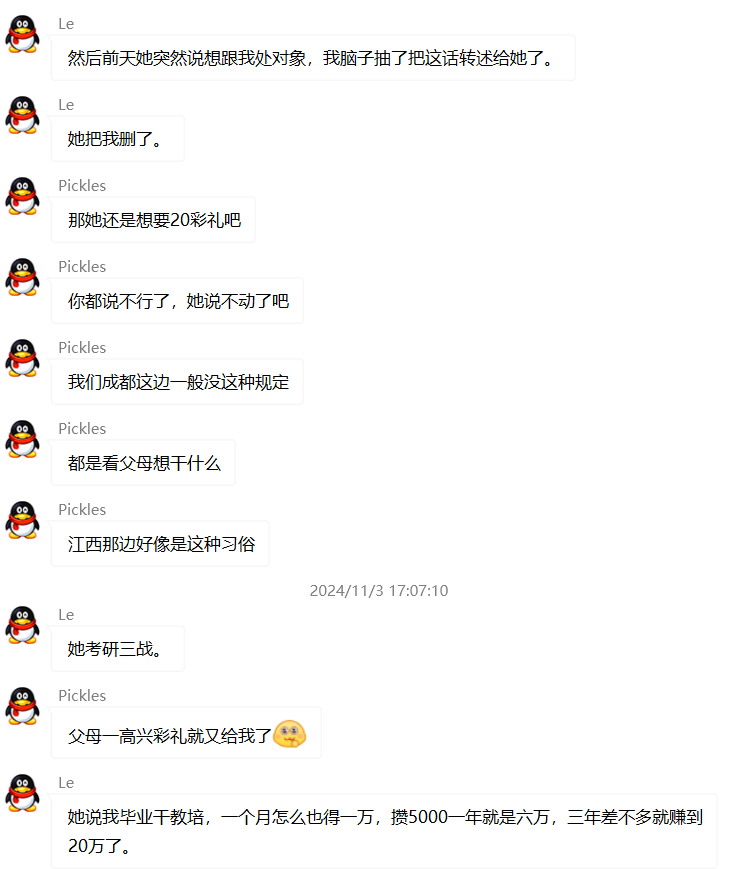 Le
然后前天她突然说想跟我处对象，我脑子抽了把这话转述给她了。
Le
她把我删了。
Pickles
那她还是想要20彩礼吧
Pickles
你都说不行了，她说不动了吧
Pickles
我们成都这边一般没这种规定
Pickles
都是看父母想干什么
Pickles
江西那边好像是这种习俗
2024/11/3 17:07:10
Le
她考研三战。
Pickles
父母一高兴彩礼就又给我了
Le
她说我毕业干教培，一个月怎么也得一万，攒5000一年就是六万，三年差不多就赚到
20万了。